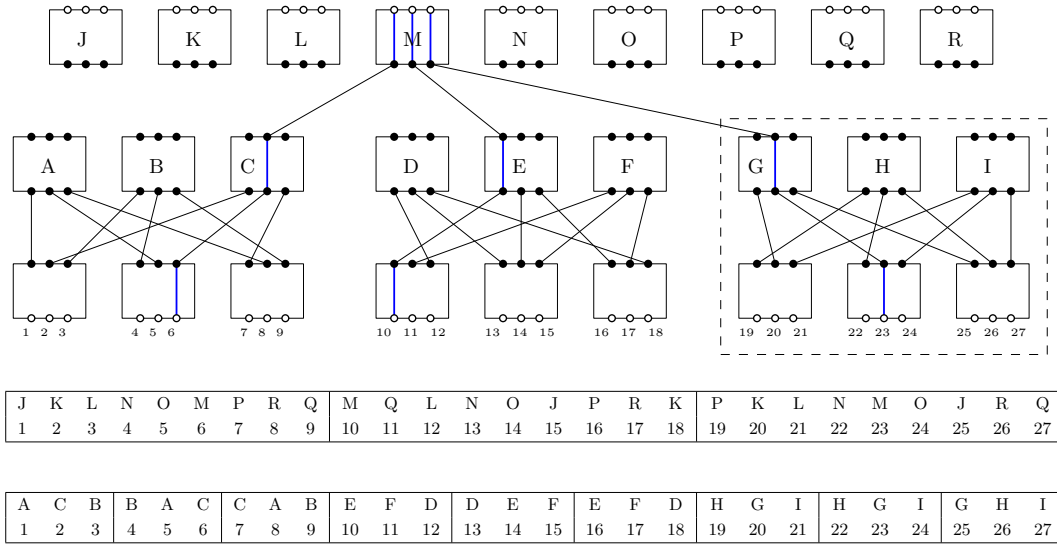 J K L M N O P Q R
A B C D E F G H I
1 2 3 4 5 6 7 8 9 10 11 12 13 14 15 16 17 18 19 20 21 22 23 24 25 26 27
J K L N O M P R Q M Q L N O J P R K P K L N M O J R Q
1 2 3 4 5 6 7 8 9 10 11 12 13 14 15 16 17 18 19 20 21 22 23 24 25 26 27
A C B B A C C A B E F D D E F E F D H G I H G I G H I
1 2 3 4 5 6 7 8 9 10 11 12 13 14 15 16 17 18 19 20 21 22 23 24 25 26 27